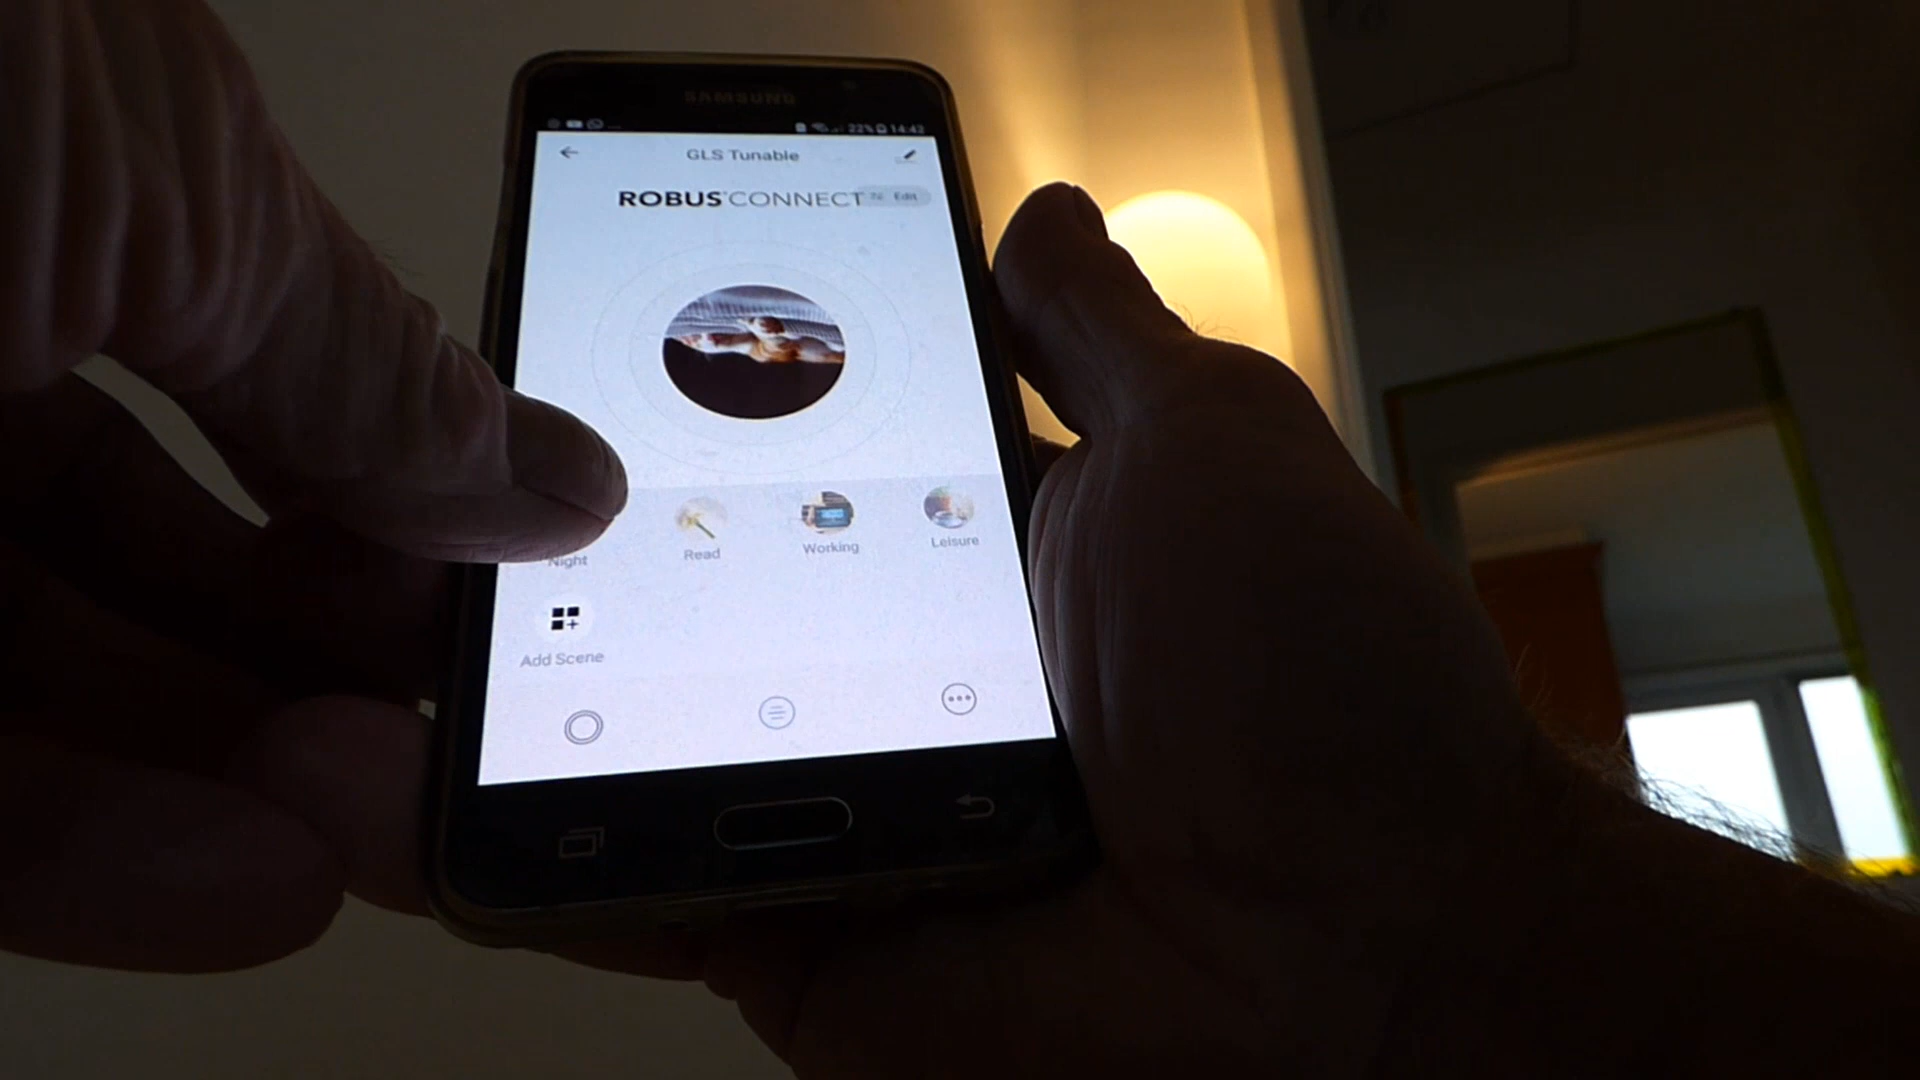 SAMSUNG
22% 14:42
GLS Tunable
ROBUS CONNECT
Edit
Night
Read
Working
Leisure
Add Scene